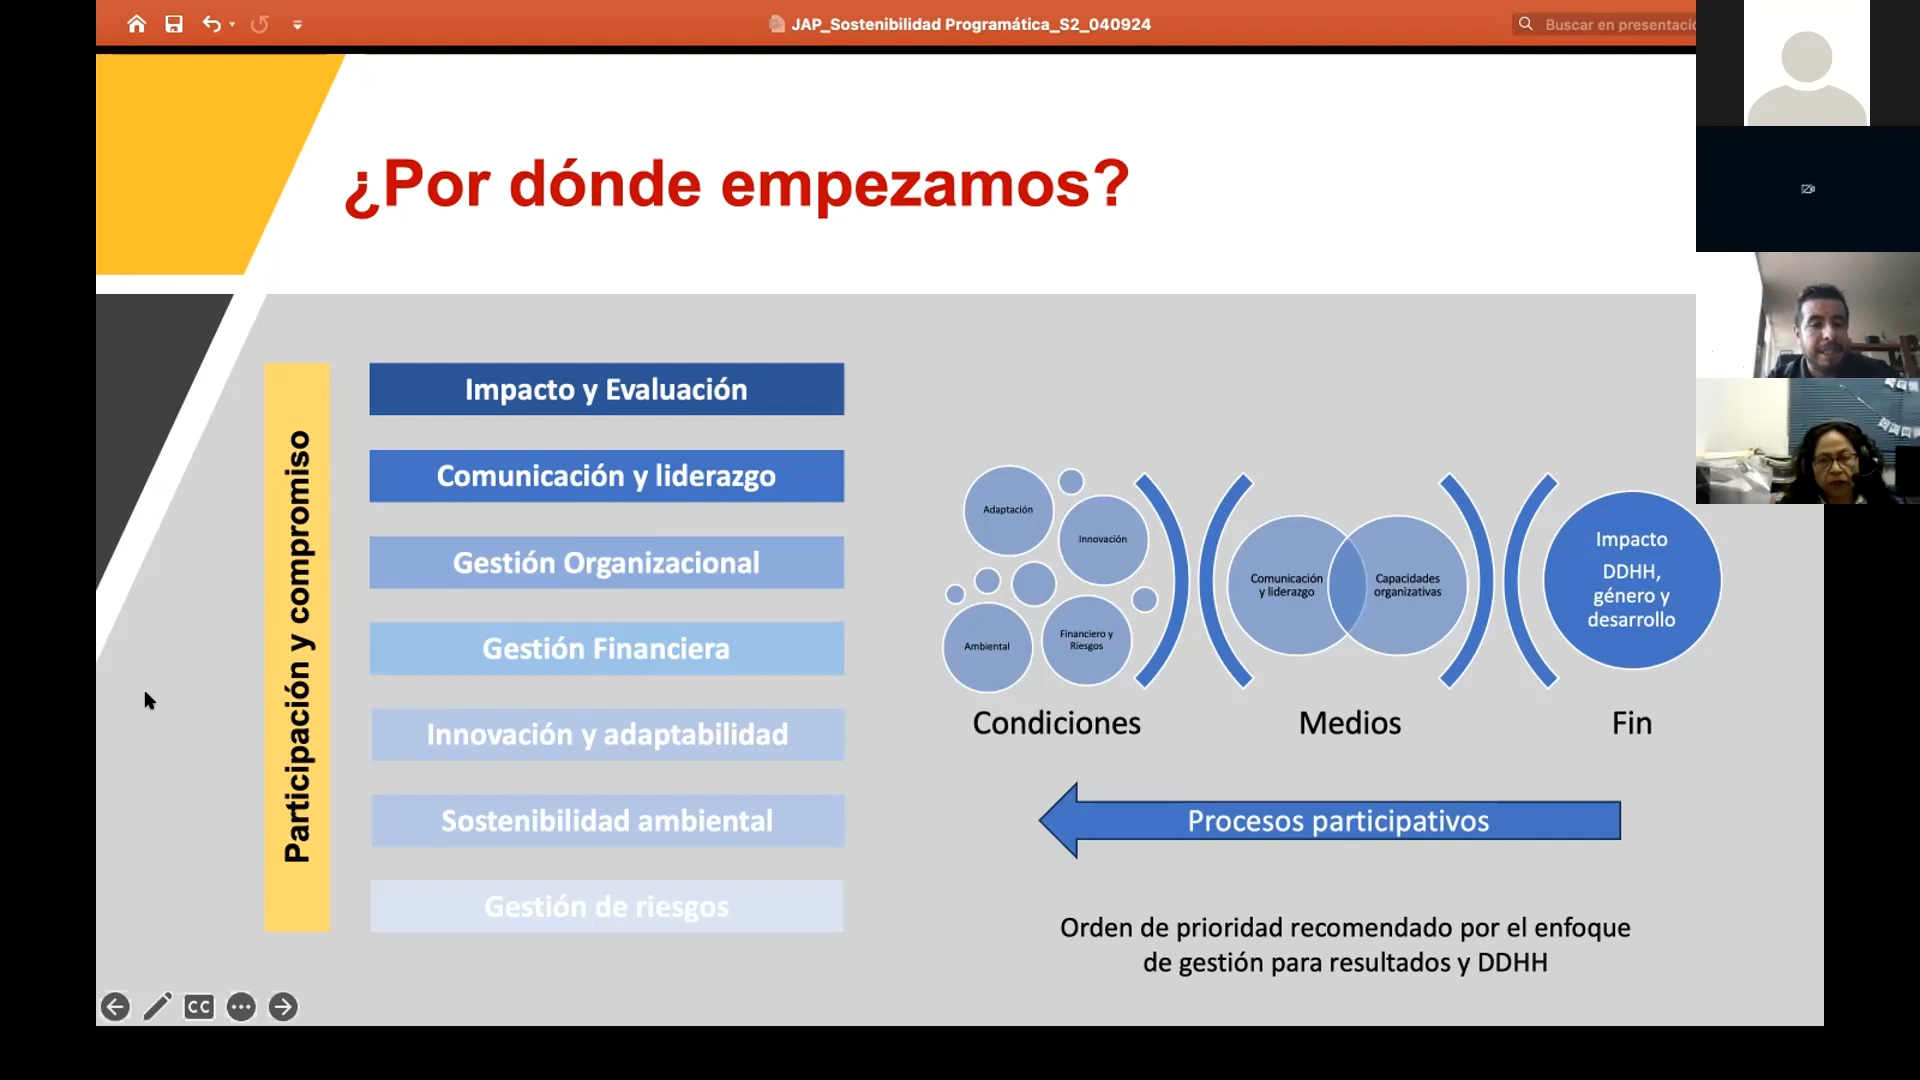 JAP_Sostenibilidad Programática_S2_040924
Buscar en presentació
¿Por dónde empezamos?
Participación y compromiso
Impacto y Evaluación
Comunicación y liderazgo
Gestión Organizacional
Gestión Financiera
Innovación y adaptabilidad
Sostenibilidad ambiental
Gestión de riesgos
Adaptación
Innovación
Ambiental
Financiero y
Riesgos
Condiciones
Comunicación
y liderazgo
Capacidades
organizativas
Medios
Impacto
DDHH,
género y
desarrollo
Fin
Procesos participativos
Orden de prioridad recomendado por el enfoque
de gestión para resultados y DDHH
CC